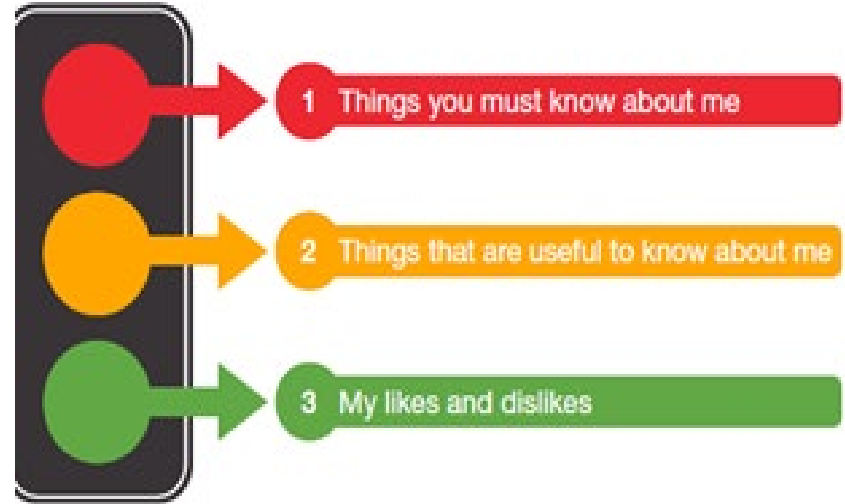 1 Things you must know about me
2 Things that are useful to know about me
3 My likes and dislikes